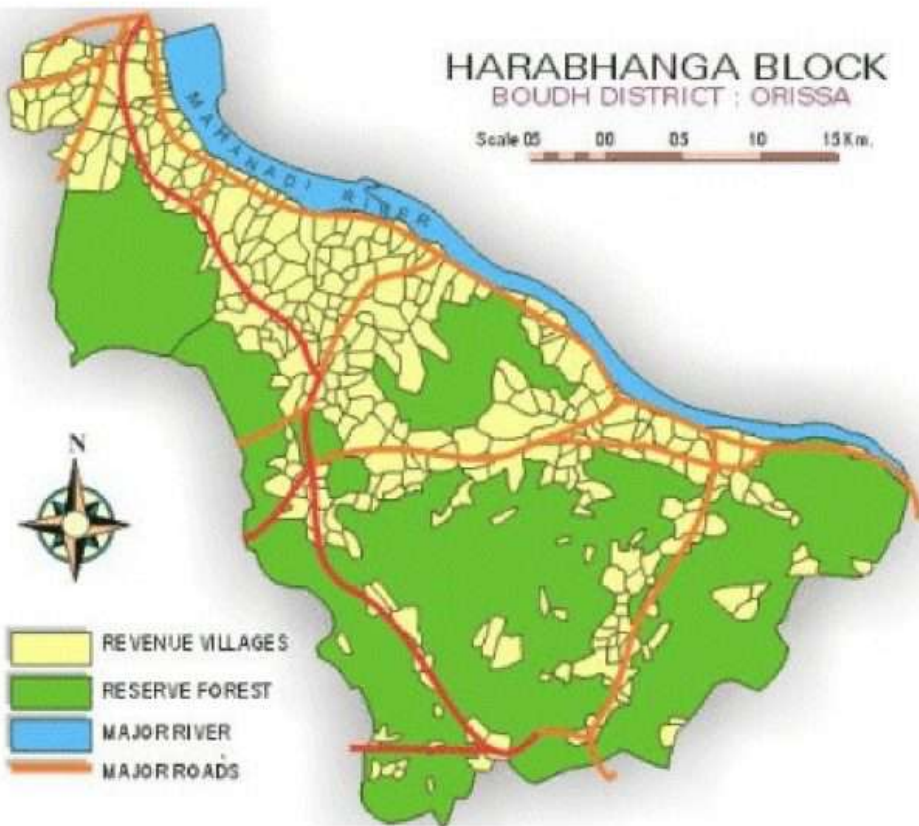 HARABHANGA BLOCK
BOUDH DISTRICT : ORISSA
Scale 05 00 05 10 15 Km.
MAHANADI RIBER
N
REVENUE VILLAGES
RESERVE FOREST
MAJOR RIVER
MAJOR ROADS